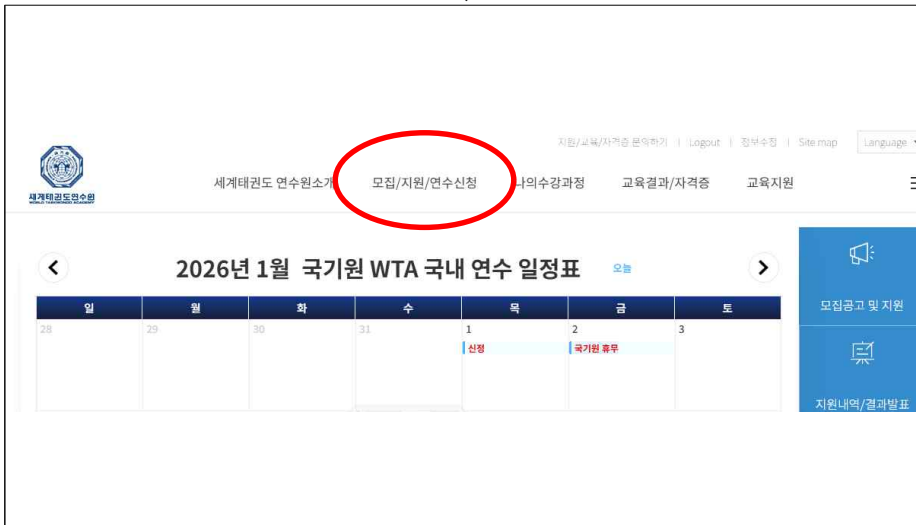 지원/교육/자격증 문의하기 | Logout | 정부수정 | Site map Language
세계태권도연수원
WORLD TAEKWONDO ACADEMY
세계태권도 연수원소개 모집/지원/연수신청 나의수강과정 교육결과/자격증 교육지원
2026년 1월 국기원 WTA 국내 연수 일정표 오늘
일 월 화 수 목 금 토
28 29 30 31 1 2 3
신정 국기원 휴무
모집공고 및 지원
지원내역/결과발표